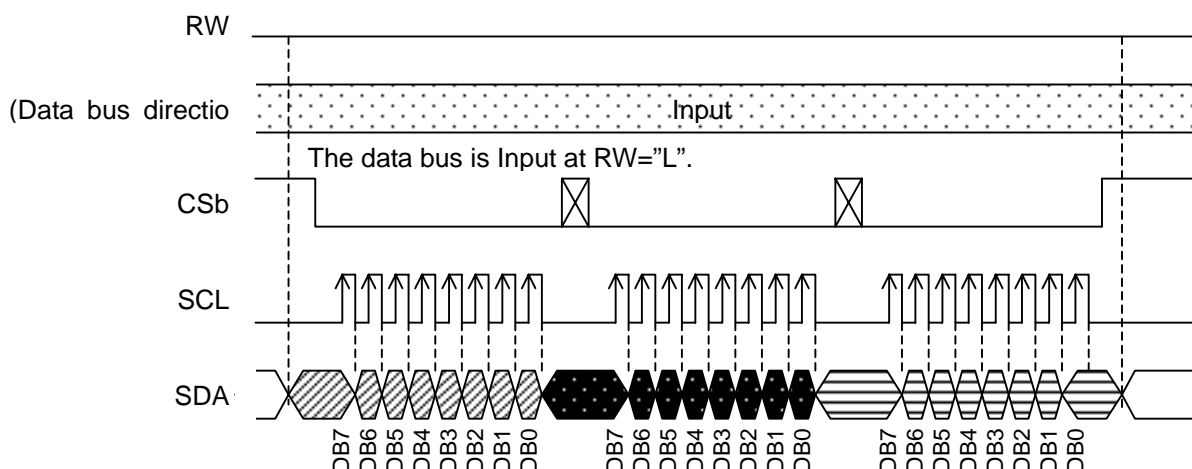 RW
(Data bus directio
Input
The data bus is Input at RW="L".
CSb
SCL
SDA
DB7 DB6 DB5 DB4 DB3 DB2 DB1 DB0 DB7 DB6 DB5 DB4 DB3 DB2 DB1 DB0 DB7 DB6 DB5 DB4 DB3 DB2 DB1 DB0